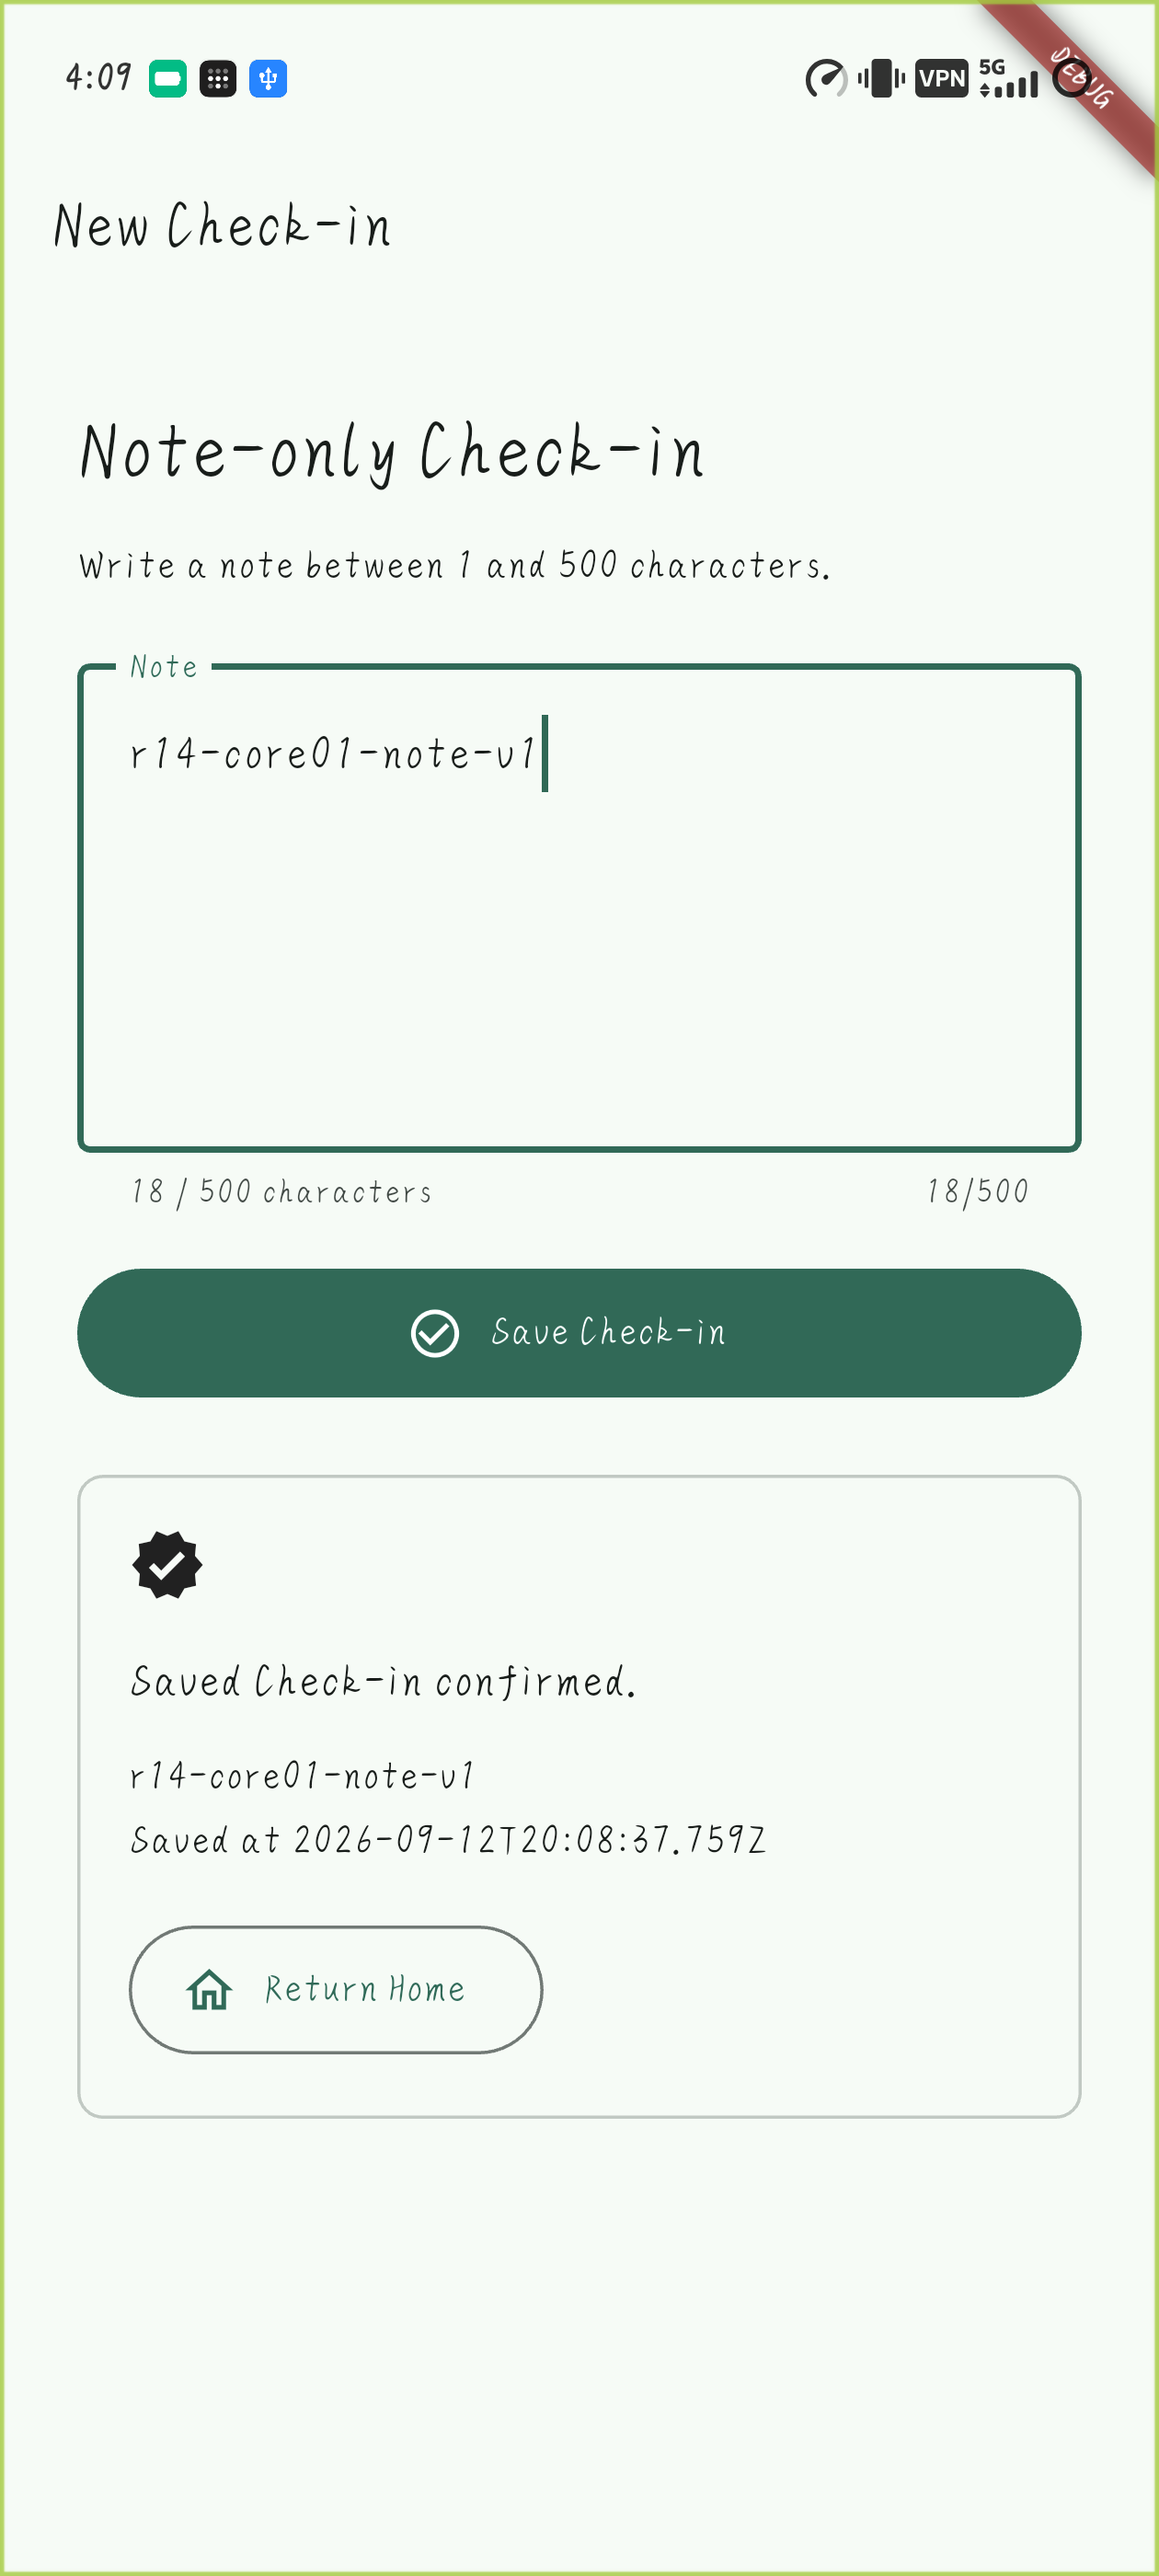 4:09
VPN
5G
DEBUG
New Check-in
Note-only Check-in
Write a note between 1 and 500 characters.
Note
r14-core01-note-v1
18 / 500 characters
18/500
Save Check-in
Saved Check-in confirmed.
r14-core01-note-v1
Saved at 2026-09-12T20:08:37.759Z
Return Home